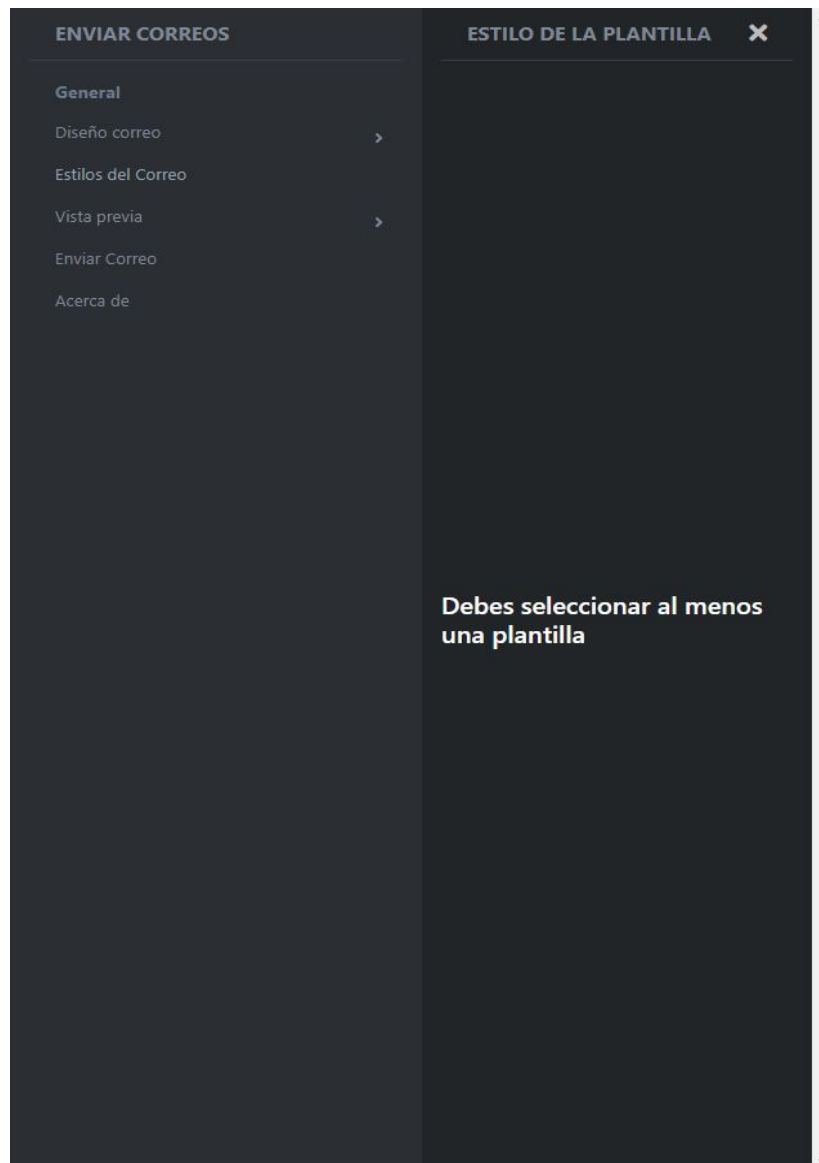 ENVIAR CORREOS
General
Diseño correo
Estilos del Correo
Vista previa
Enviar Correo
Acerca de
ESTILO DE LA PLANTILLA
Debes seleccionar al menos
una plantilla